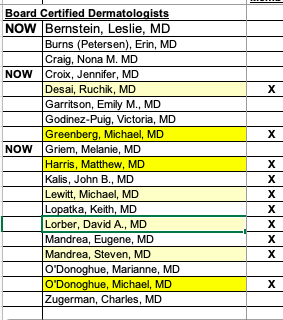 Board Certified Dermatologists
NOW Bernstein, Leslie, MD
Burns (Petersen), Erin, MD
Craig, Nona M. MD
NOW Croix, Jennifer, MD
Desai, Ruchik, MD X
Garritson, Emily M., MD
Godinez-Puig, Victoria, MD
Greenberg, Michael, MD X
NOW Griem, Melanie, MD
Harris, Matthew, MD X
Kalis, John B., MD X
Lewitt, Michael, MD X
Lopatka, Keith, MD X
Lorber, David A., MD X
Mandrea, Eugene, MD X
Mandrea, Steven, MD X
O'Donoghue, Marianne, MD
O'Donoghue, Michael, MD X
Zugerman, Charles, MD